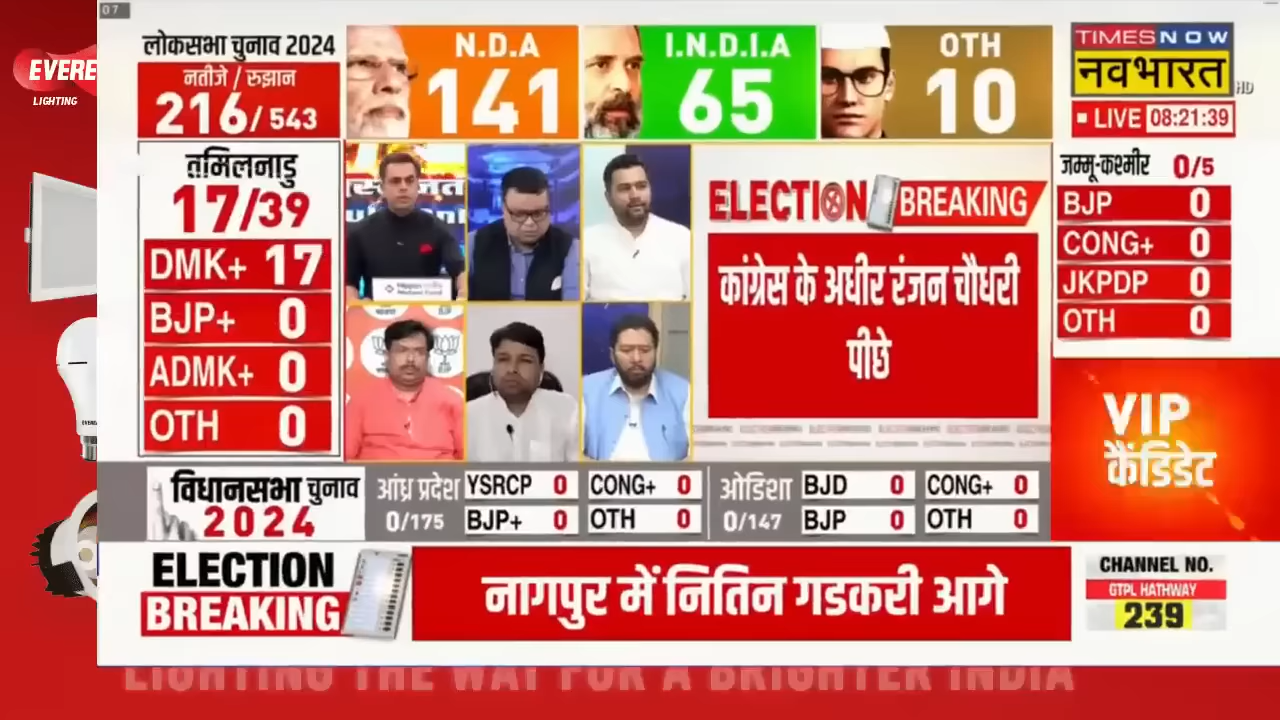 07
EVERE
LIGHTING
लोकसभा चुनाव 2024
नतीजे / रुझान
216/543
N.D.A
141
I.N.D.I.A
65
OTH
10
TIMES NOW
नवभारत
HD
LIVE 08:21:39
तमिलनाडु
17/39
DMK+ 17
BJP+ 0
ADMK+ 0
OTH 0
ELECTION BREAKING
कांग्रेस के अधीर रंजन चौधरी
पीछे
जम्मू-कश्मीर 0/5
BJP 0
CONG+ 0
JKPDP 0
OTH 0
VIP
कैंडिडेट
विधानसभा चुनाव
2024
आंध्र प्रदेश
0/175
YSRCP 0
CONG+ 0
BJP+ 0
OTH 0
ओडिशा
0/147
BJD 0
CONG+ 0
BJP 0
OTH 0
ELECTION
BREAKING
नागपुर में नितिन गडकरी आगे
CHANNEL NO.
GTPL HATHWAY
239
LIGHTING THE WAY FOR A BRIGHTER INDIA